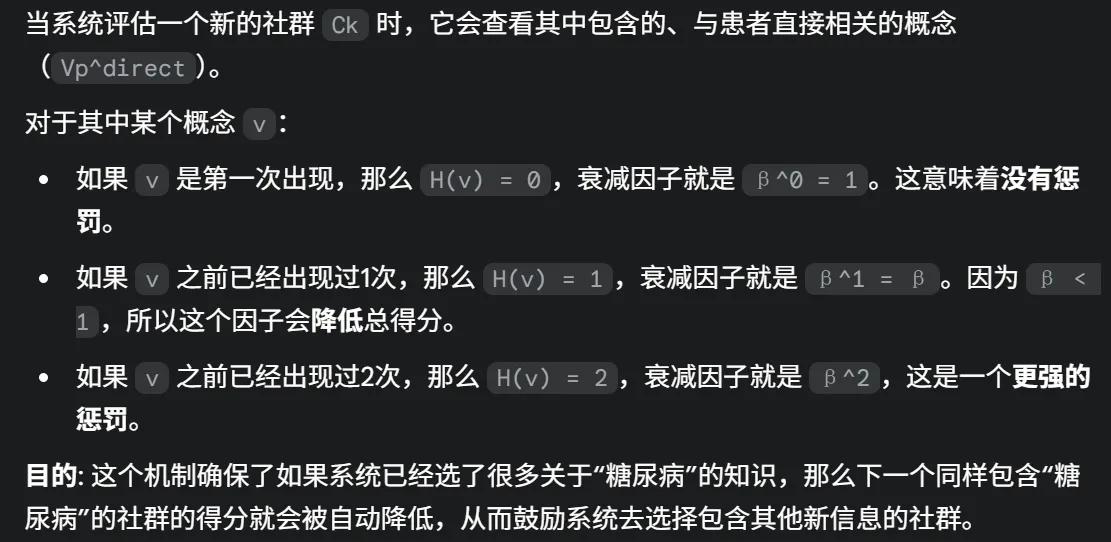 当系统评估一个新的社群 Ck 时，它会查看其中包含的、与患者直接相关的概念
（Vp^direct）。
对于其中某个概念 v：
• 如果 v 是第一次出现，那么 H(v) = 0，衰减因子就是 β^0 = 1。这意味着没有惩
罚。
• 如果 v 之前已经出现过1次，那么 H(v) = 1，衰减因子就是 β^1 = β。因为 β <
1，所以这个因子会降低总得分。
• 如果 v 之前已经出现过2次，那么 H(v) = 2，衰减因子就是 β^2，这是一个更强的
惩罚。
目的: 这个机制确保了如果系统已经选了很多关于“糖尿病”的知识，那么下一个同样包含“糖
尿病”的社群的得分就会被自动降低，从而鼓励系统去选择包含其他新信息的社群。